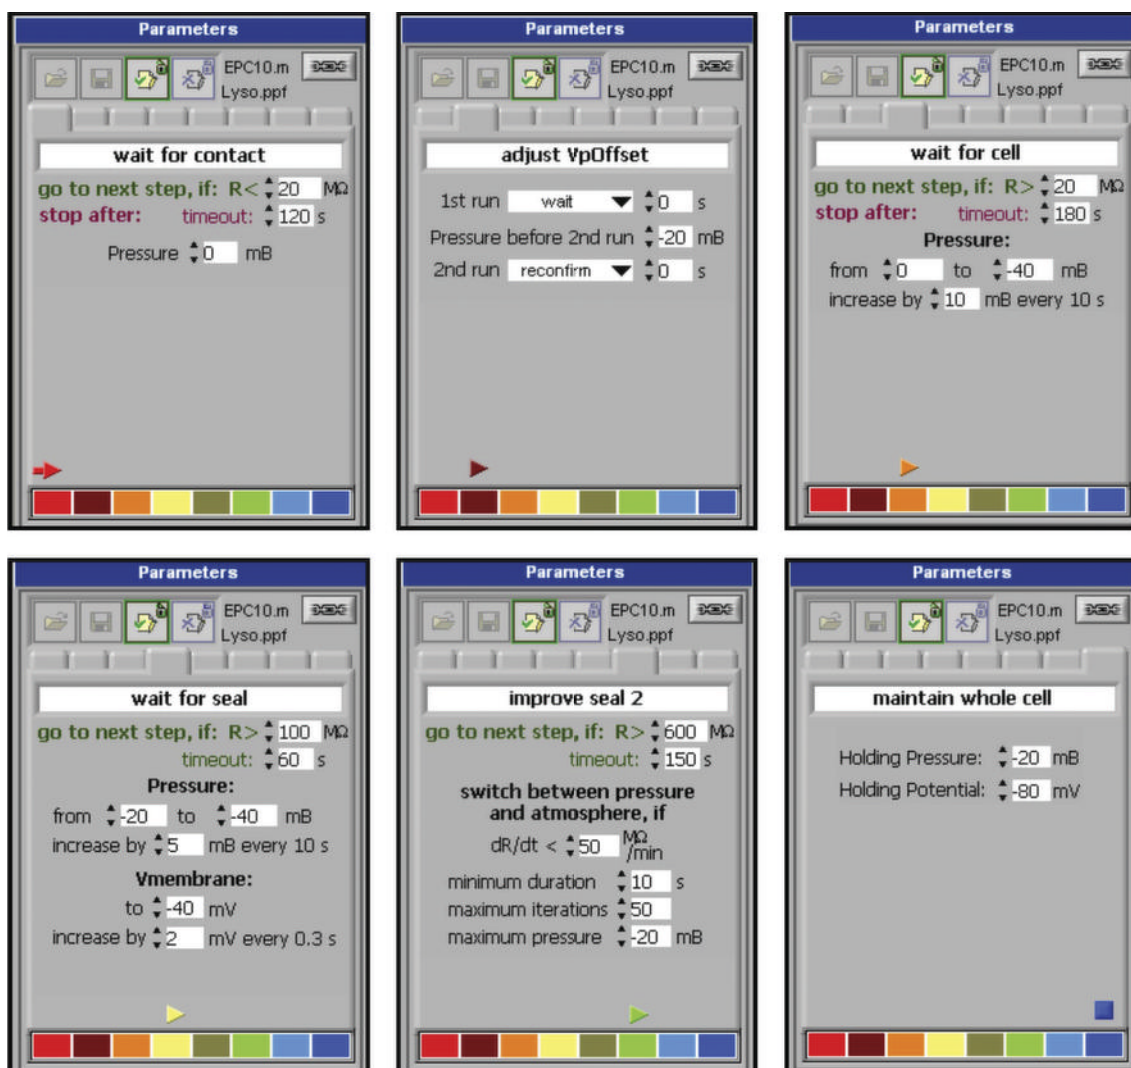 Parameters
EPC10.m
Lyso.ppf
wait for contact
go to next step, if: R< 20 MΩ
stop after: timeout: 120 s
Pressure 0 mB
Parameters
EPC10.m
Lyso.ppf
adjust VpOffset
1st run wait 0 s
Pressure before 2nd run -20 mB
2nd run reconfirm 0 s
Parameters
EPC10.m
Lyso.ppf
wait for cell
go to next step, if: R> 20 MΩ
stop after: timeout: 180 s
Pressure:
from 0 to -40 mB
increase by 10 mB every 10 s
Parameters
EPC10.m
Lyso.ppf
wait for seal
go to next step, if: R> 100 MΩ
timeout: 60 s
Pressure:
from -20 to -40 mB
increase by 5 mB every 10 s
Vmembrane:
to -40 mV
increase by 2 mV every 0.3 s
Parameters
EPC10.m
Lyso.ppf
improve seal 2
go to next step, if: R> 600 MΩ
timeout: 150 s
switch between pressure
and atmosphere, if
dR/dt < 50 MΩ /min
minimum duration 10 s
maximum iterations 50
maximum pressure -20 mB
Parameters
EPC10.m
Lyso.ppf
maintain whole cell
Holding Pressure: -20 mB
Holding Potential: -80 mV